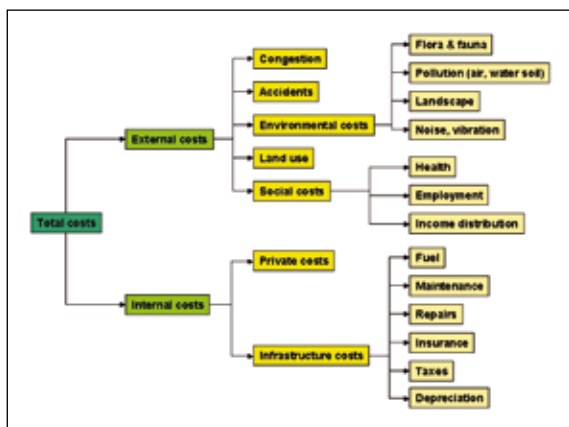 Total costs
External costs
Congestion
Accidents
Environmental costs
Flora & fauna
Pollution (air, water soil)
Landscape
Noise, vibration
Land use
Social costs
Health
Employment
Income distribution
Internal costs
Private costs
Infrastructure costs
Fuel
Maintenance
Repairs
Insurance
Taxes
Depreciation